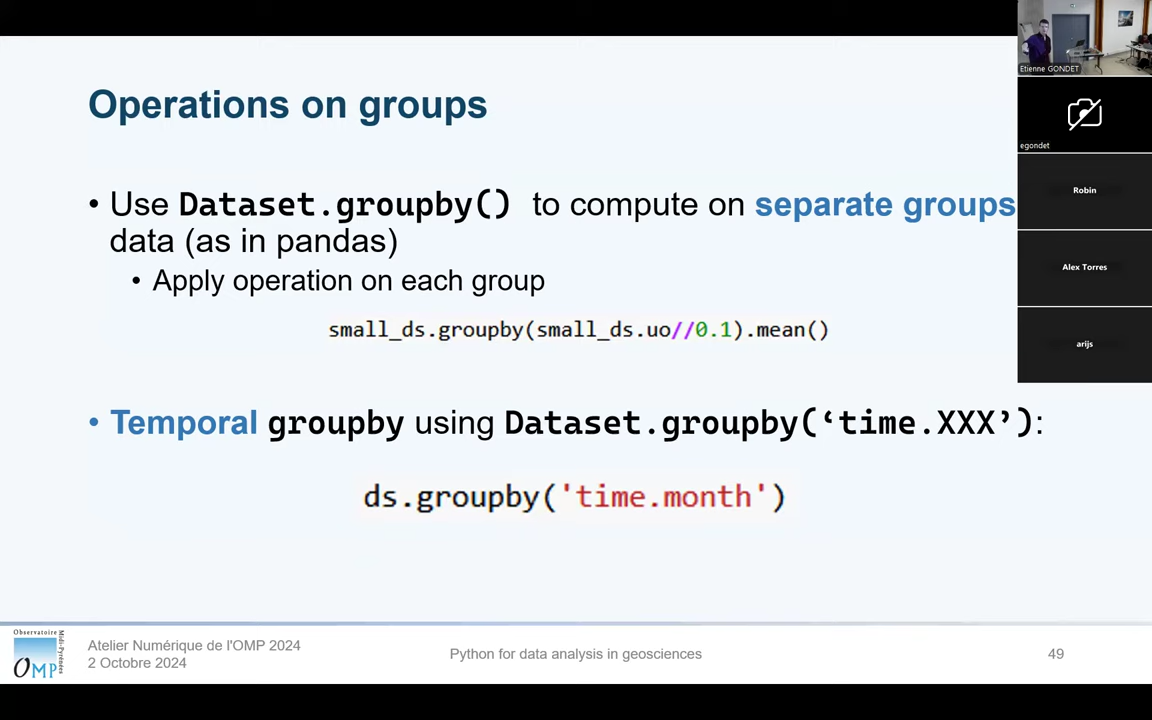 Operations on groups
• Use Dataset.groupby() to compute on separate groups
data (as in pandas)
• Apply operation on each group
small_ds.groupby(small_ds.uo//0.1).mean()
• Temporal groupby using Dataset.groupby(‘time.XXX’):
ds.groupby('time.month')
Observatoire
Midi-Pyrénées
OMP
Atelier Numérique de l'OMP 2024
2 Octobre 2024
Python for data analysis in geosciences
49
Etienne GONDET
egondet
Robin
Alex Torres
arijs